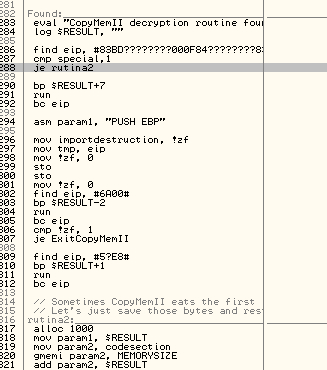 281
282 Found:
283 eval "CopyMemII decryption routine
284 log $RESULT, ""
285
286 find eip, #83BD????????000F84????????8
287 cmp special,1
288 je rutina2
290 bp $RESULT+7
291 run
292 bc eip
294 asm param1, "PUSH EBP"
296 mov importdestruction, !zf
297 mov tmp, eip
298 mov !zf, 0
299 sto
300 sto
301 mov !zf, 0
302 find eip, #6A00#
303 bp $RESULT-2
304 run
305 bc eip
306 cmp !zf, 1
307 je ExitCopyMemII
308
309 find eip, #5?E8#
310 bp $RESULT+1
311 run
312 bc eip
314 // Sometimes CopyMemII eats the first
315 // Let's just save those bytes and
316 rutina2:
317 alloc 1000
318 mov param1, $RESULT
319 mov param2, codesection
320 gmemi param2, MEMORYSIZE
321 add param2, $RESULT